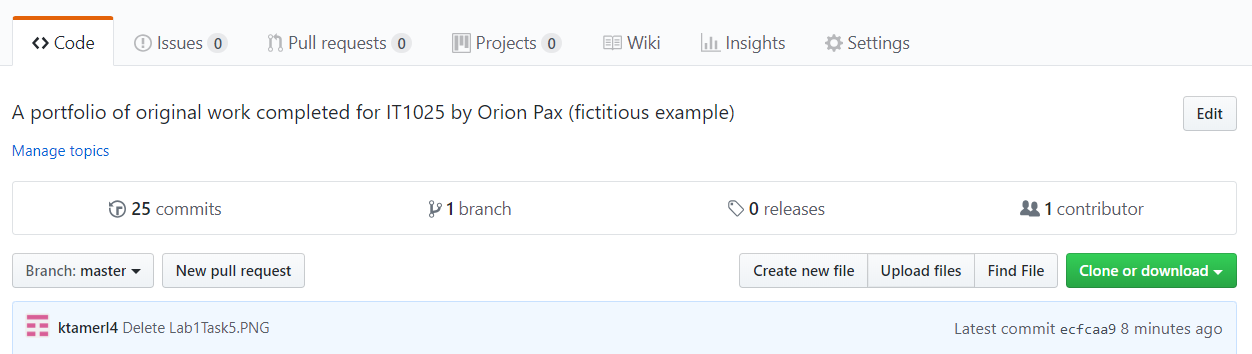 Code Issues 0 Pull requests 0 Projects 0 Wiki Insights Settings
A portfolio of original work completed for IT1025 by Orion Pax (fictitious example) Edit
Manage topics
25 commits 1 branch 0 releases 1 contributor
Branch: master New pull request Create new file Upload files Find File Clone or download
ktamerl4 Delete Lab1Task5.PNG Latest commit ecfcaa9 8 minutes ago